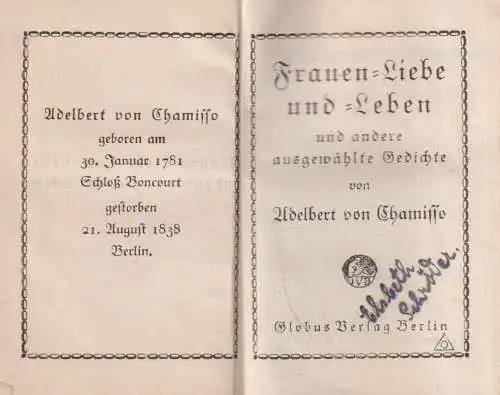 Adelbert von Chamisso
geboren am
30. Januar 1781
Schloß Boncourt
gestorben
21. August 1838
Berlin.
Frauen-Liebe
und -Leben
und andere
ausgewählte Gedichte
von
Adelbert von Chamisso
Elsbeth
Globus Verlag Berlin